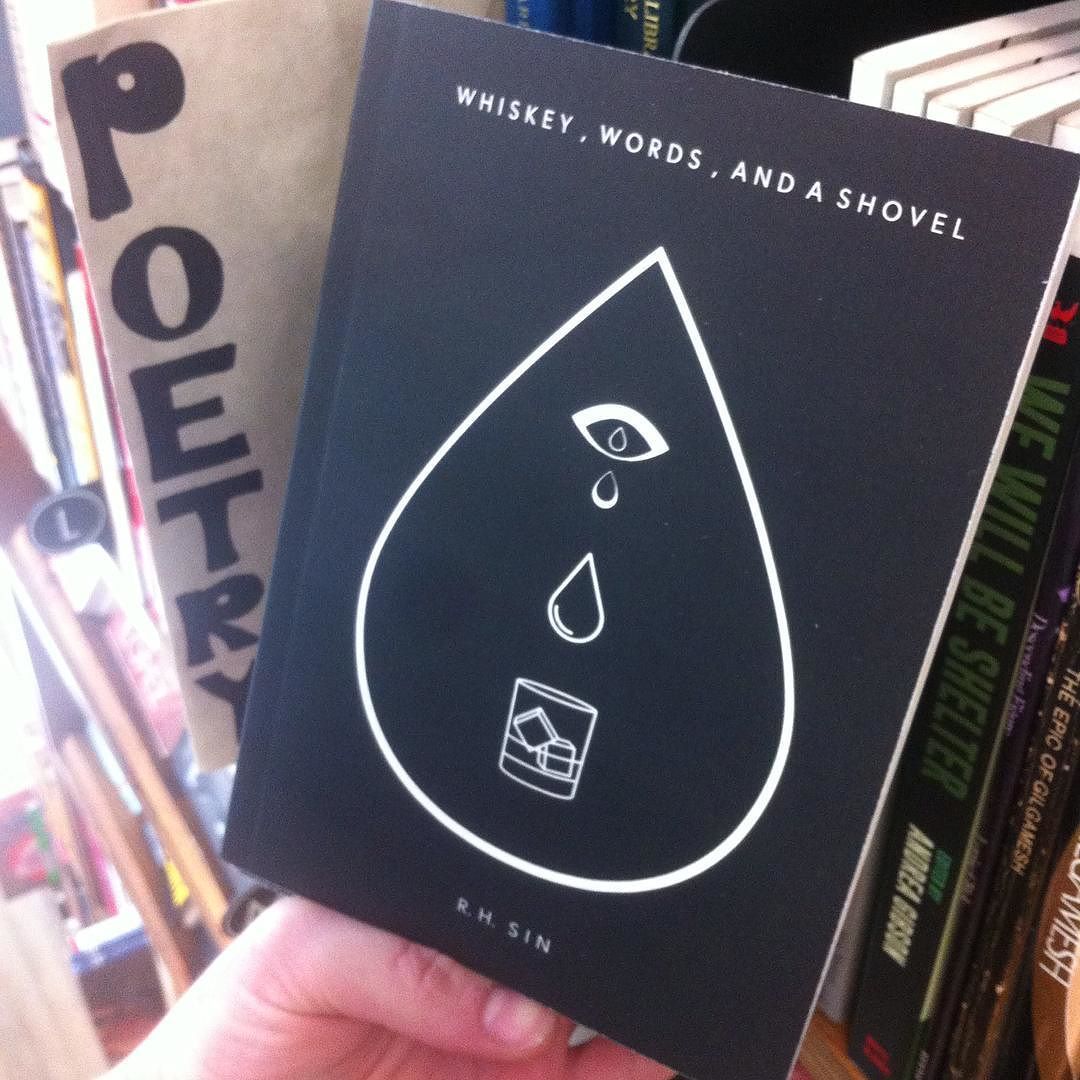 POETRY
WHISKEY, WORDS, AND A SHOVEL
R.H. SIN
L
WE WILL BE SHELTER
ANDREA GIBSON
THE EPIC OF GILGAMESH